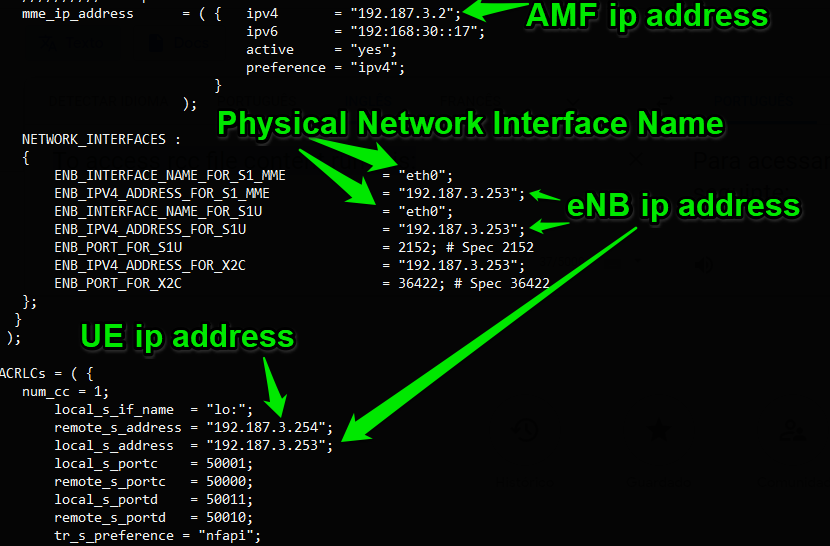 mme_ip_address = ( { ipv4 = "192.187.3.2"; AMF ip address
ipv6 = "192:168:30::17";
active = "yes";
preference = "ipv4";
}
);
Physical Network Interface Name
NETWORK_INTERFACES :
{
ENB_INTERFACE_NAME_FOR_S1_MME = "eth0";
ENB_IPV4_ADDRESS_FOR_S1_MME = "192.187.3.253";
ENB_INTERFACE_NAME_FOR_S1U = "eth0"; eNB ip address
ENB_IPV4_ADDRESS_FOR_S1U = "192.187.3.253";
ENB_PORT_FOR_S1U = 2152; # Spec 2152
ENB_IPV4_ADDRESS_FOR_X2C = "192.187.3.253";
ENB_PORT_FOR_X2C = 36422; # Spec 36422
};
}
);
UE ip address
ACRLCs = ( {
num_cc = 1;
local_s_if_name = "lo:";
remote_s_address = "192.187.3.254";
local_s_address = "192.187.3.253";
local_s_portc = 50001;
remote_s_portc = 50000;
local_s_portd = 50011;
remote_s_portd = 50010;
tr_s_preference = "nfapi";